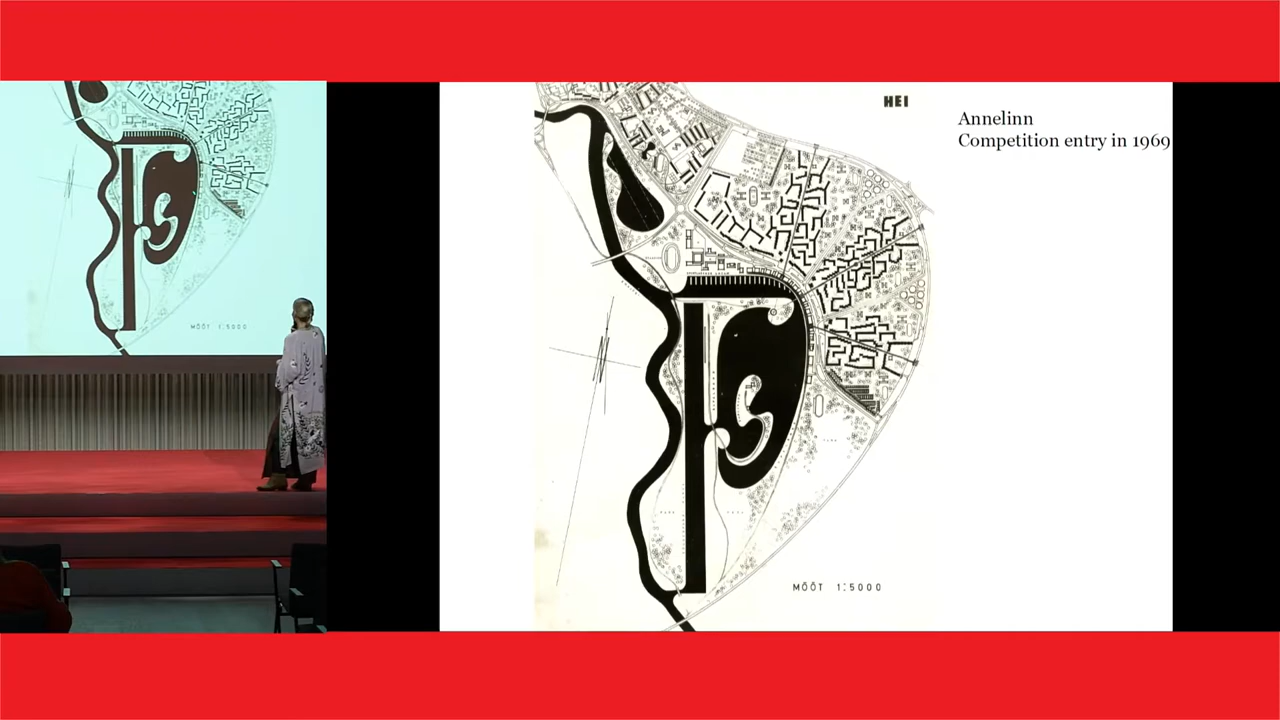 HEI
Annelinn
Competition entry in 1969
MÕÕT 1:5000
MÕÕT 1:5000